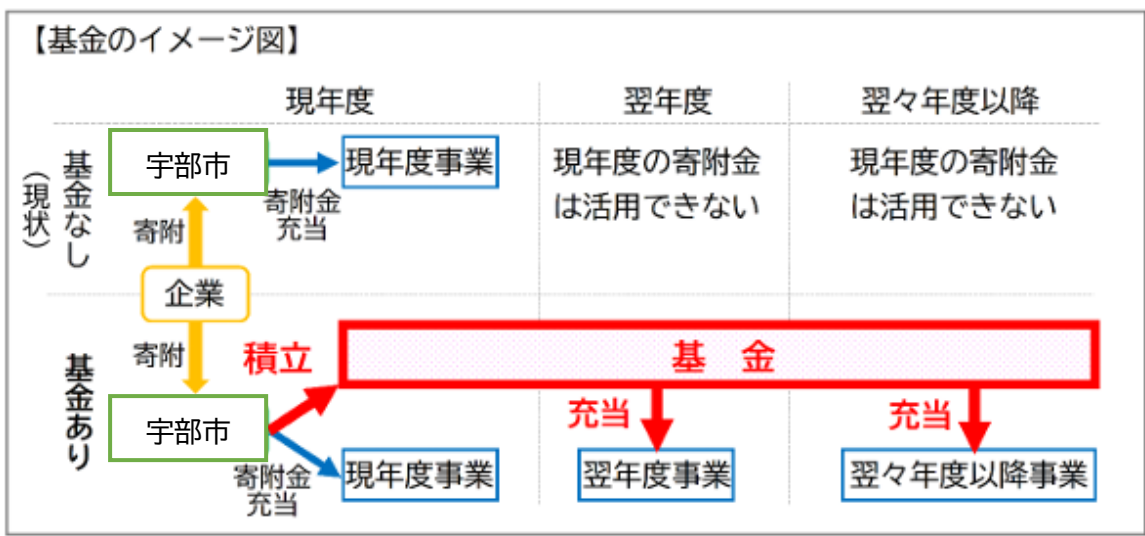 【基金のイメージ図】
現年度
翌年度
翌々年度以降
基金なし
（現状）
宇部市
現年度事業
寄附金
充当
寄附
現年度の寄附金
は活用できない
現年度の寄附金
は活用できない
企業
基金あり
寄附
積立
基　金
宇部市
寄附金
充当
現年度事業
充当
翌年度事業
充当
翌々年度以降事業